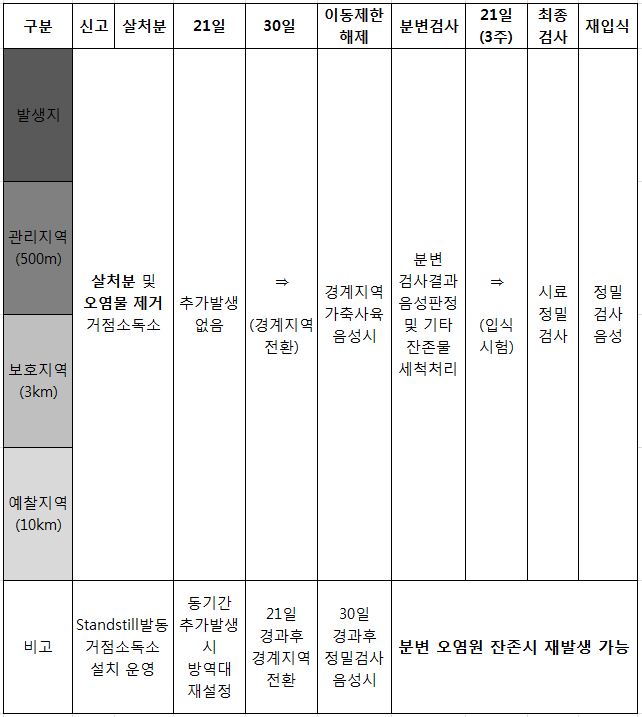 구분 신고 살처분 21일 30일 이동제한 해제 분변검사 21일 (3주) 최종 검사 재입식
발생지
관리지역
(500m)
보호지역
(3km)
예찰지역
(10km)
살처분 및
오염물 제거
거점소독소
추가발생
없음
⇒
(경계지역
전환)
경계지역
가축사육
음성시
분변
검사결과
음성판정
및 기타
잔존물
세척처리
⇒
(입식
시험)
시료
정밀
검사
정밀
검사
음성
비고
Standstill발동
거점소독소
설치 운영
동기간
추가발생
시
방역대
재설정
21일
경과후
경계지역
전환
30일
경과후
정밀검사
음성시
분변 오염원 잔존시 재발생 가능